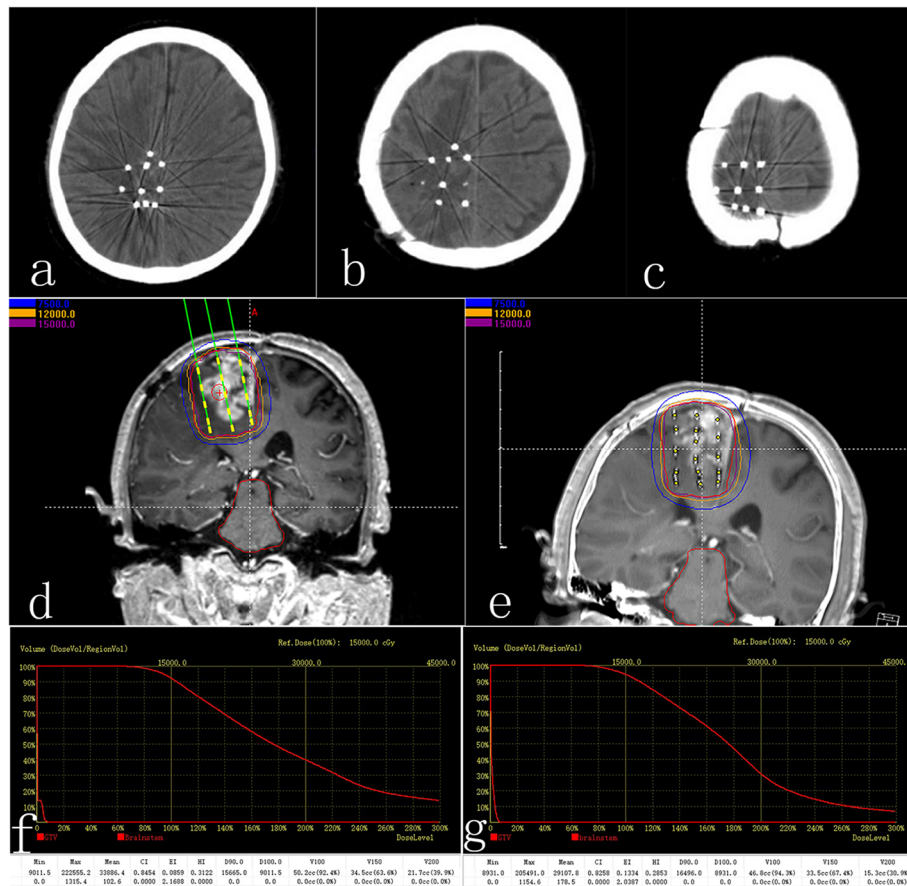 a
b
c
7500.0
12000.0
15000.0
A
d
7500.0
12000.0
15000.0
e
Volume (DoseVol/RegionVol)
Ref.Dose(100%): 15000.0 cGy
15000.0 30000.0 45000.0
100%
90%
80%
70%
60%
50%
40%
30%
20%
10%
GTV Brainstem
0 20% 40% 60% 80% 100% 120% 140% 160% 180% 200% 220% 240% 260% 280% 300%
DoseLevel
f
Min Max Mean CI EI HI D90.0 D100.0 V100 V150 V200
9011.5 222555.2 33886.4 0.8454 0.0859 0.3122 15665.0 9011.5 50.2cc(92.4%) 34.5cc(63.6%) 21.7cc(39.9%)
0.0 1315.4 102.6 0.0000 2.1688 0.0000 0.0 0.0 0.0cc(0.0%) 0.0cc(0.0%) 0.0cc(0.0%)
Volume (DoseVol/RegionVol)
Ref.Dose(100%): 15000.0 cGy
15000.0 30000.0 45000.0
100%
90%
80%
70%
60%
50%
40%
30%
20%
10%
GTV brainstem
0 20% 40% 60% 80% 100% 120% 140% 160% 180% 200% 220% 240% 260% 280% 300%
DoseLevel
g
Min Max Mean CI EI HI D90.0 D100.0 V100 V150 V200
8931.0 205491.0 29107.8 0.8258 0.1334 0.2853 16496.0 8931.0 46.8cc(94.3%) 33.5cc(67.4%) 15.3cc(30.9%)
0.0 1154.6 178.5 0.0000 2.0387 0.0000 0.0 0.0 0.0cc(0.0%) 0.0cc(0.0%) 0.0cc(0.0%)